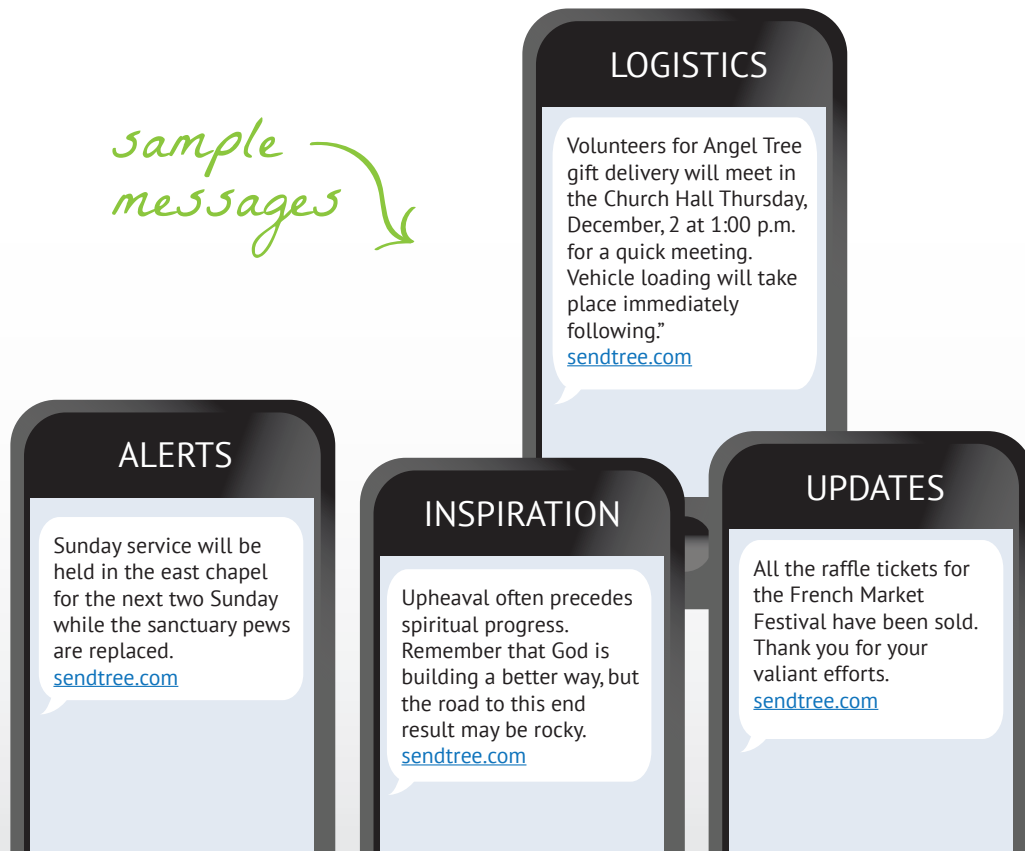 sample
messages
LOGISTICS
Volunteers for Angel Tree
gift delivery will meet in
the Church Hall Thursday,
December, 2 at 1:00 p.m.
for a quick meeting.
Vehicle loading will take
place immediately
following.”
sendtree.com
ALERTS
Sunday service will be
held in the east chapel
for the next two Sunday
while the sanctuary pews
are replaced.
sendtree.com
INSPIRATION
Upheaval often precedes
spiritual progress.
Remember that God is
building a better way, but
the road to this end
result may be rocky.
sendtree.com
UPDATES
All the raffle tickets for
the French Market
Festival have been sold.
Thank you for your
valiant efforts.
sendtree.com